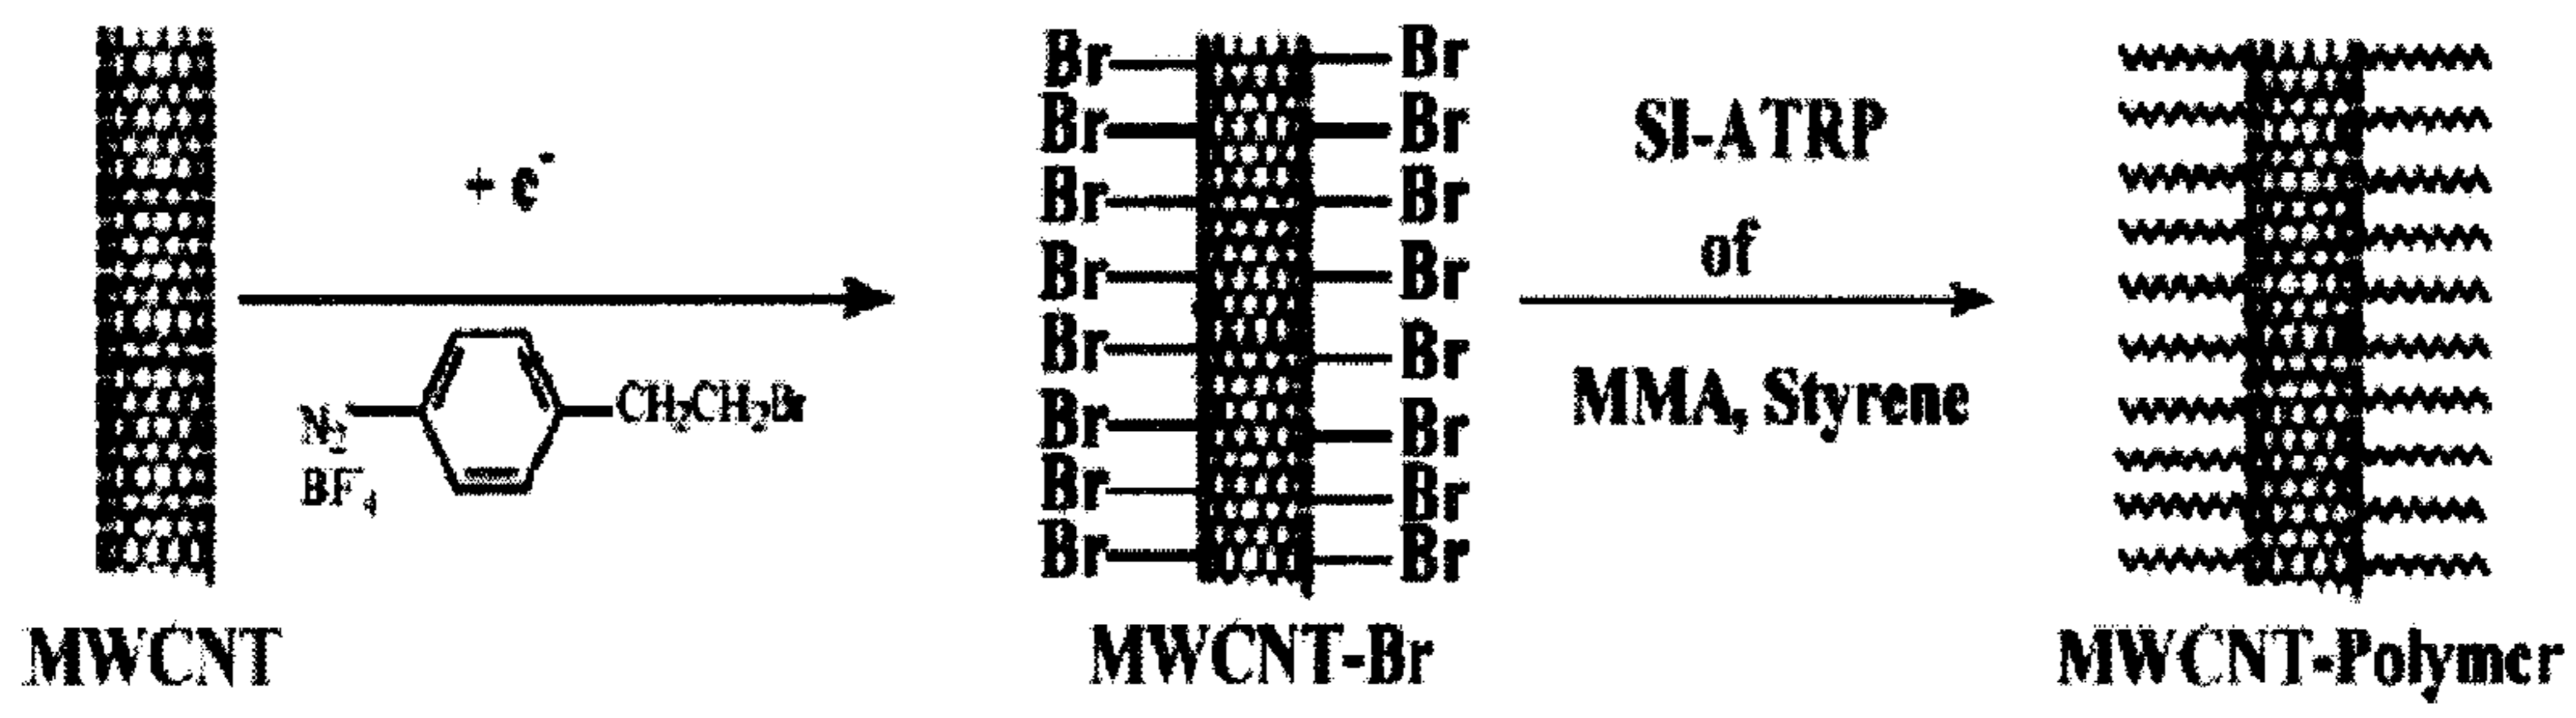 + e-
N2
BF4-
CH2CH2Br
MWCNT
Br Br
Br Br
Br Br
Br Br
Br Br
Br Br
Br Br
Br Br
MWCNT-Br
SI-ATRP
of
MMA, Styrene
MWCNT-Polymer